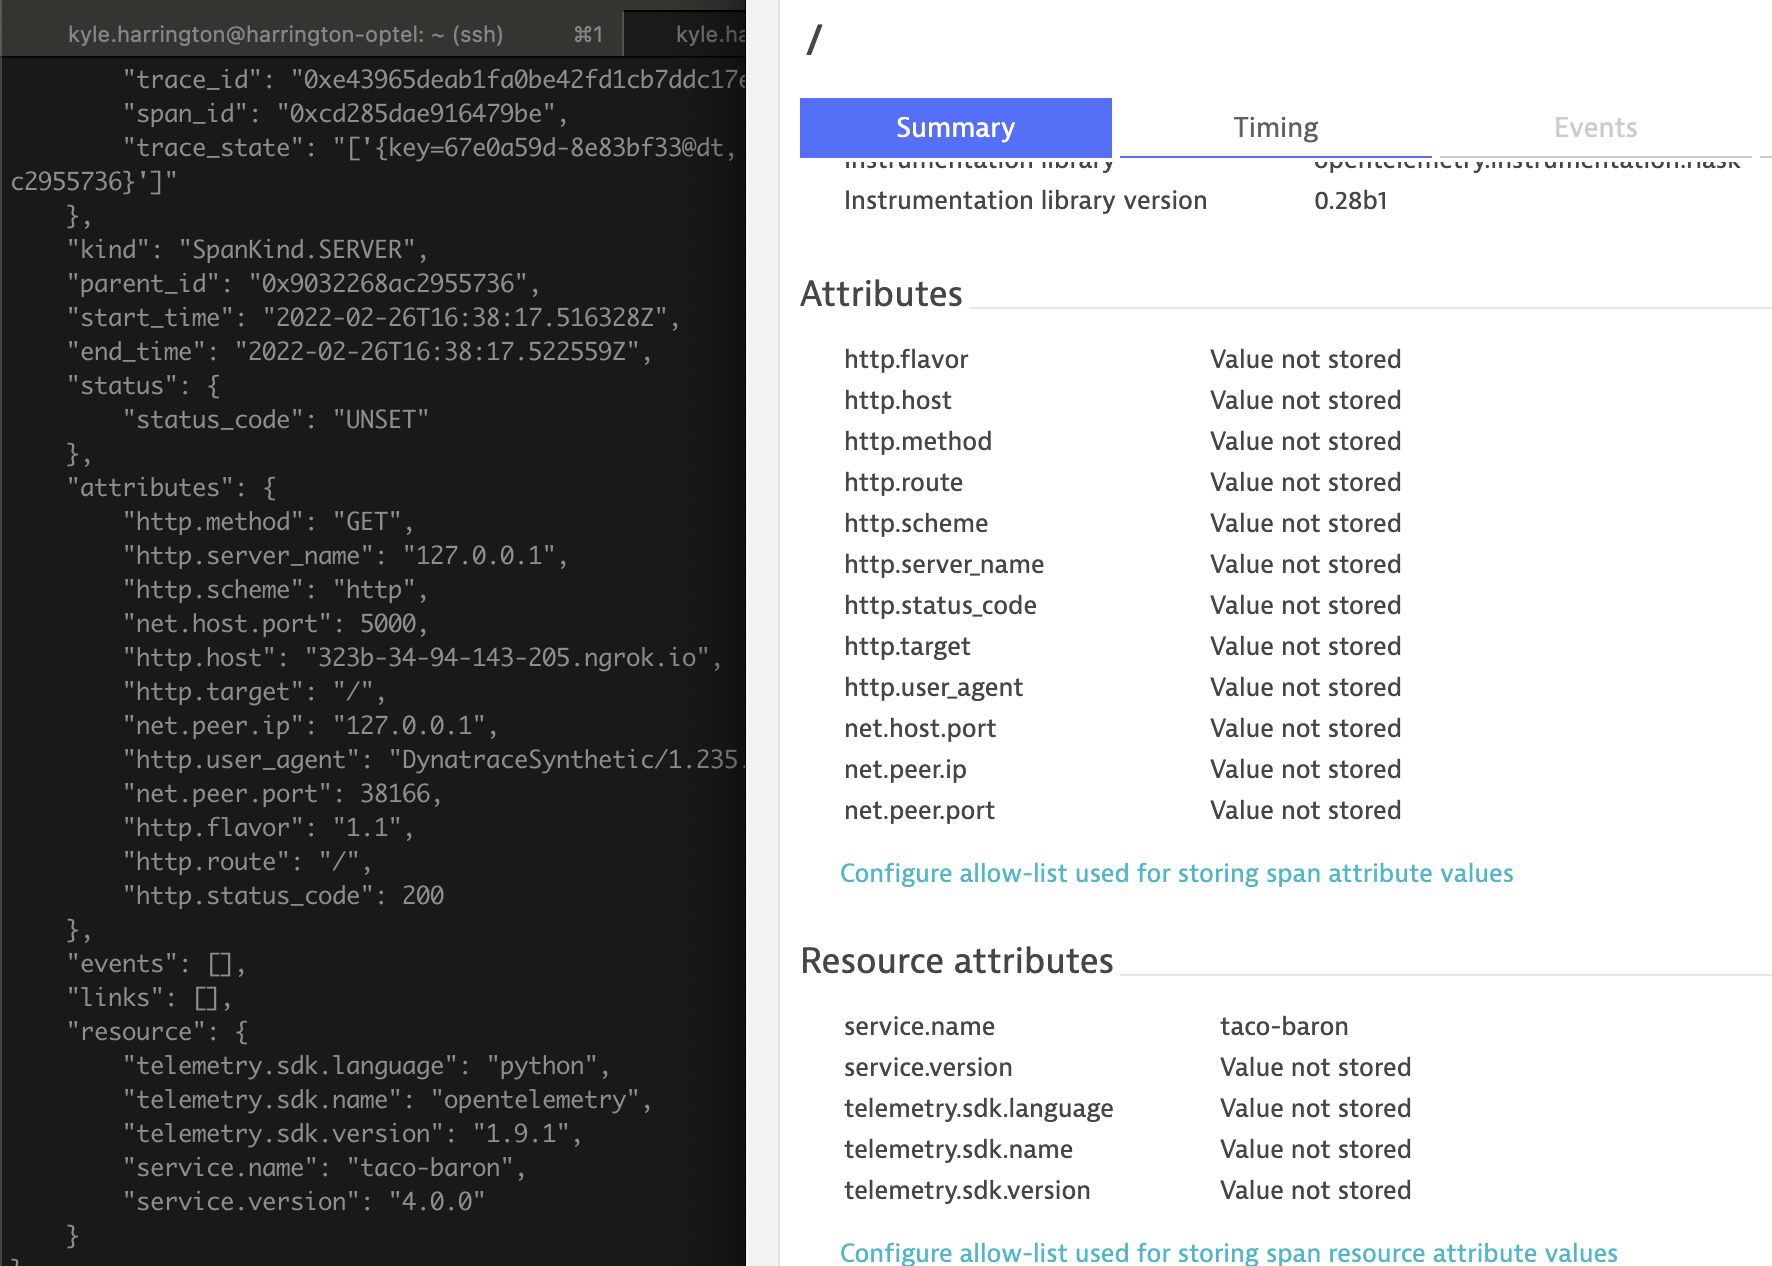 kyle.harrington@harrington-optel: ~ (ssh) ⌘1 kyle.ha
"trace_id": "0xe43965deab1fa0be42fd1cb7ddc17e
"span_id": "0xcd285dae916479be",
"trace_state": "['{key=67e0a59d-8e83bf33@dt,
c2955736}']"
},
"kind": "SpanKind.SERVER",
"parent_id": "0x9032268ac2955736",
"start_time": "2022-02-26T16:38:17.516328Z",
"end_time": "2022-02-26T16:38:17.522559Z",
"status": {
"status_code": "UNSET"
},
"attributes": {
"http.method": "GET",
"http.server_name": "127.0.0.1",
"http.scheme": "http",
"net.host.port": 5000,
"http.host": "323b-34-94-143-205.ngrok.io",
"http.target": "/",
"net.peer.ip": "127.0.0.1",
"http.user_agent": "DynatraceSynthetic/1.235.
"net.peer.port": 38166,
"http.flavor": "1.1",
"http.route": "/",
"http.status_code": 200
},
"events": [],
"links": [],
"resource": {
"telemetry.sdk.language": "python",
"telemetry.sdk.name": "opentelemetry",
"telemetry.sdk.version": "1.9.1",
"service.name": "taco-baron",
"service.version": "4.0.0"
}
}
/
Summary Timing Events
Instrumentation library opentelemetry.instrumentation.flask
Instrumentation library version 0.28b1
Attributes
http.flavor Value not stored
http.host Value not stored
http.method Value not stored
http.route Value not stored
http.scheme Value not stored
http.server_name Value not stored
http.status_code Value not stored
http.target Value not stored
http.user_agent Value not stored
net.host.port Value not stored
net.peer.ip Value not stored
net.peer.port Value not stored
Configure allow-list used for storing span attribute values
Resource attributes
service.name taco-baron
service.version Value not stored
telemetry.sdk.language Value not stored
telemetry.sdk.name Value not stored
telemetry.sdk.version Value not stored
Configure allow-list used for storing span resource attribute values